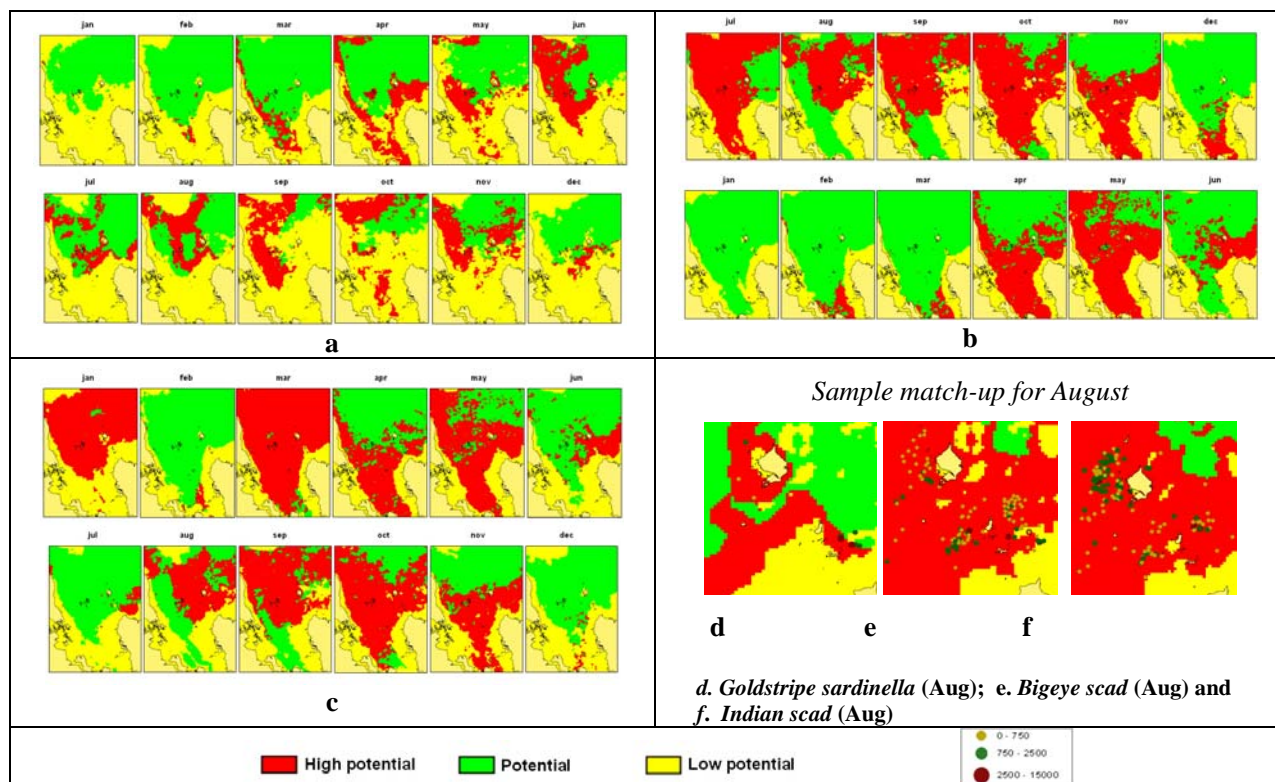 jan feb mar apr may jun
jul aug sep oct nov dec
a
jul aug sep oct nov dec
jan feb mar apr may jun
b
jan feb mar apr may jun
jul aug sep oct nov dec
c
Sample match-up for August
d e f
d. Goldstripe sardinella (Aug); e. Bigeye scad (Aug) and
f. Indian scad (Aug)
High potential Potential Low potential
0 - 750
750 - 2500
2500 - 15000